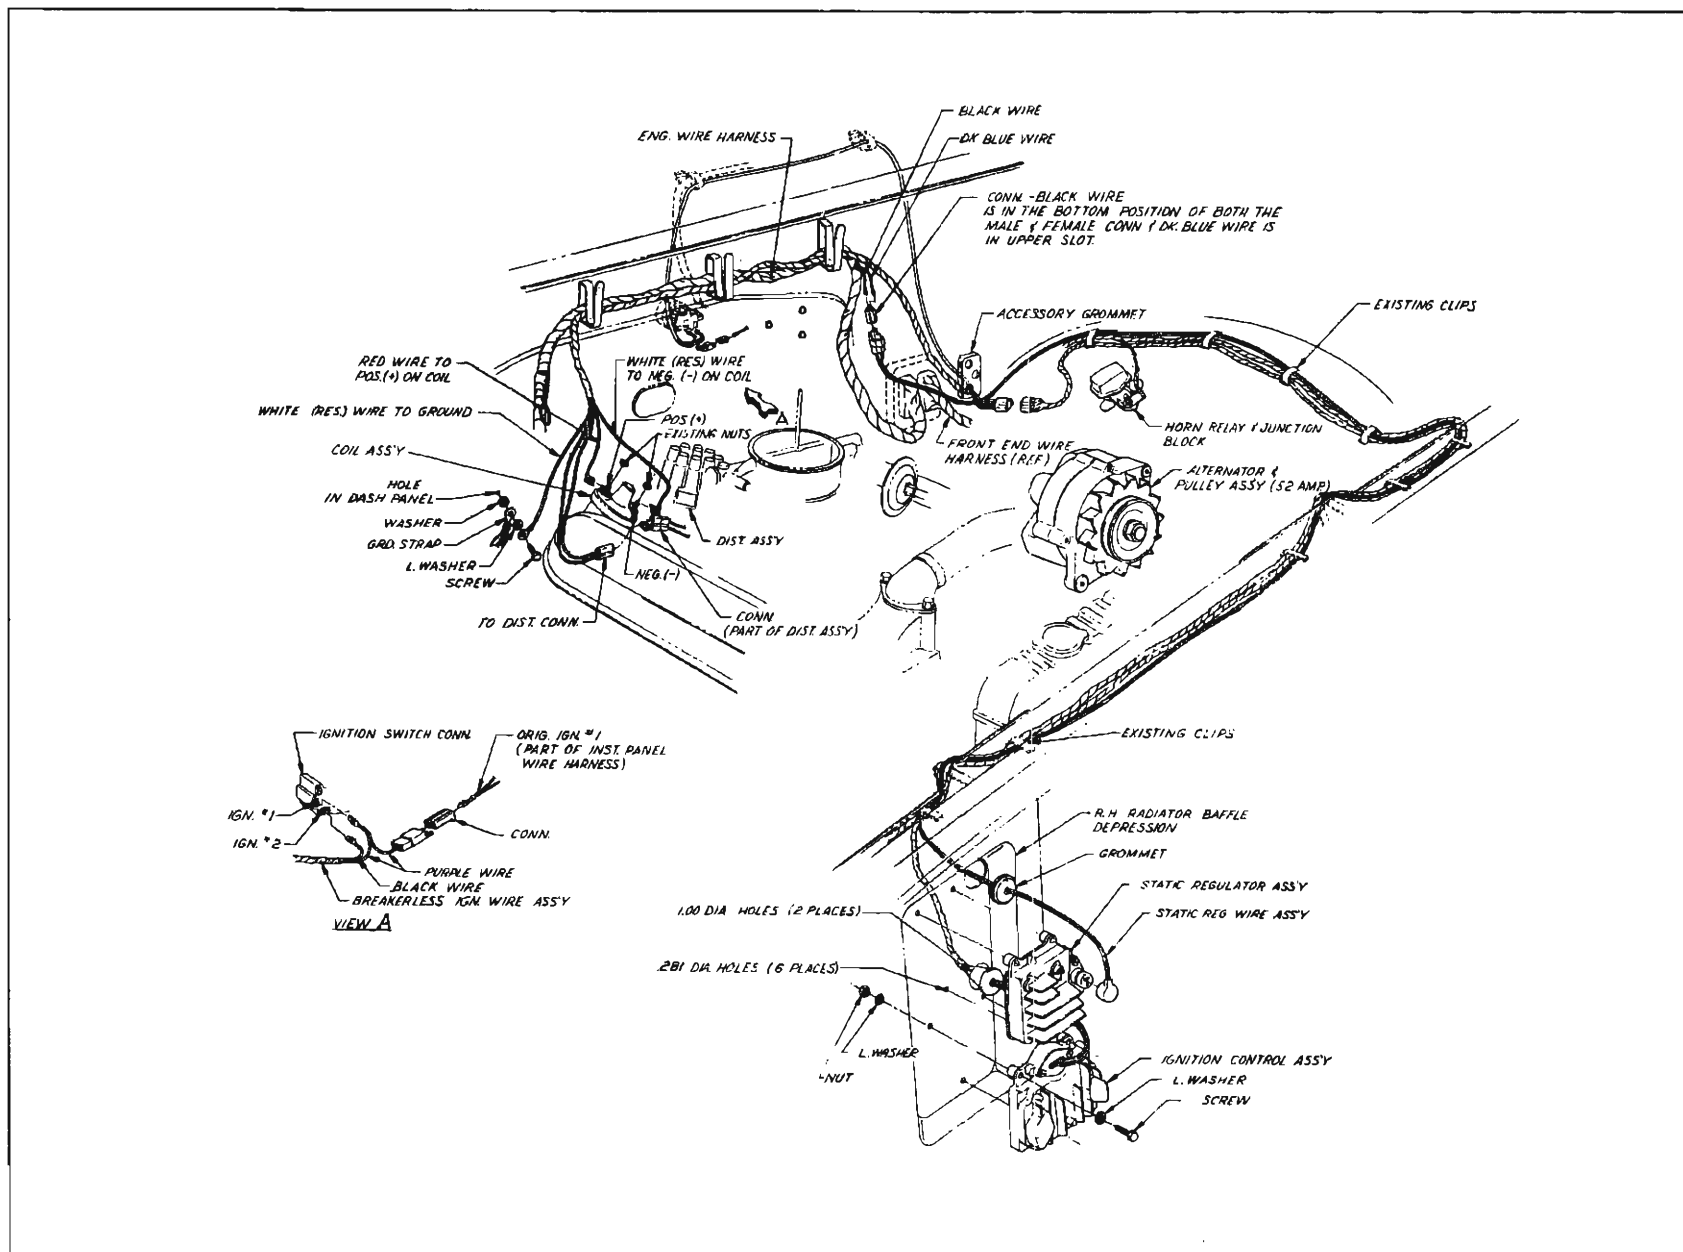 BLACK WIRE
ENG. WIRE HARNESS
DK BLUE WIRE
CONN. - BLACK WIRE
IS IN THE BOTTOM POSITION OF BOTH THE
MALE & FEMALE CONN & DK. BLUE WIRE IS
IN UPPER SLOT.
EXISTING CLIPS
ACCESSORY GROMMET
RED WIRE TO
POS.(+) ON COIL
WHITE (RES) WIRE
TO NEG. (-) ON COIL
WHITE (RES.) WIRE TO GROUND
A
POS (+)
EXISTING NUTS
HORN RELAY & JUNCTION
BLOCK
FRONT END WIRE
HARNESS (REF)
COIL ASS'Y
ALTERNATOR &
PULLEY ASSY (52 AMP)
HOLE
IN DASH PANEL
WASHER
GRD. STRAP
L. WASHER
SCREW
DIST. ASSY
NEG. (-)
TO DIST. CONN.
CONN.
(PART OF DIST. ASS'Y)
IGNITION SWITCH CONN.
ORIG. IGN. #1
(PART OF INST. PANEL
WIRE HARNESS)
EXISTING CLIPS
IGN. #1
IGN. #2
CONN.
PURPLE WIRE
BLACK WIRE
BREAKERLESS IGN. WIRE ASS'Y
VIEW A
R.H. RADIATOR BAFFLE
DEPRESSION
GROMMET
STATIC REGULATOR ASS'Y
STATIC REG WIRE ASS'Y
1.00 DIA HOLES (2 PLACES)
.281 DIA. HOLES (6 PLACES)
L. WASHER
NUT
IGNITION CONTROL ASS'Y
L. WASHER
SCREW